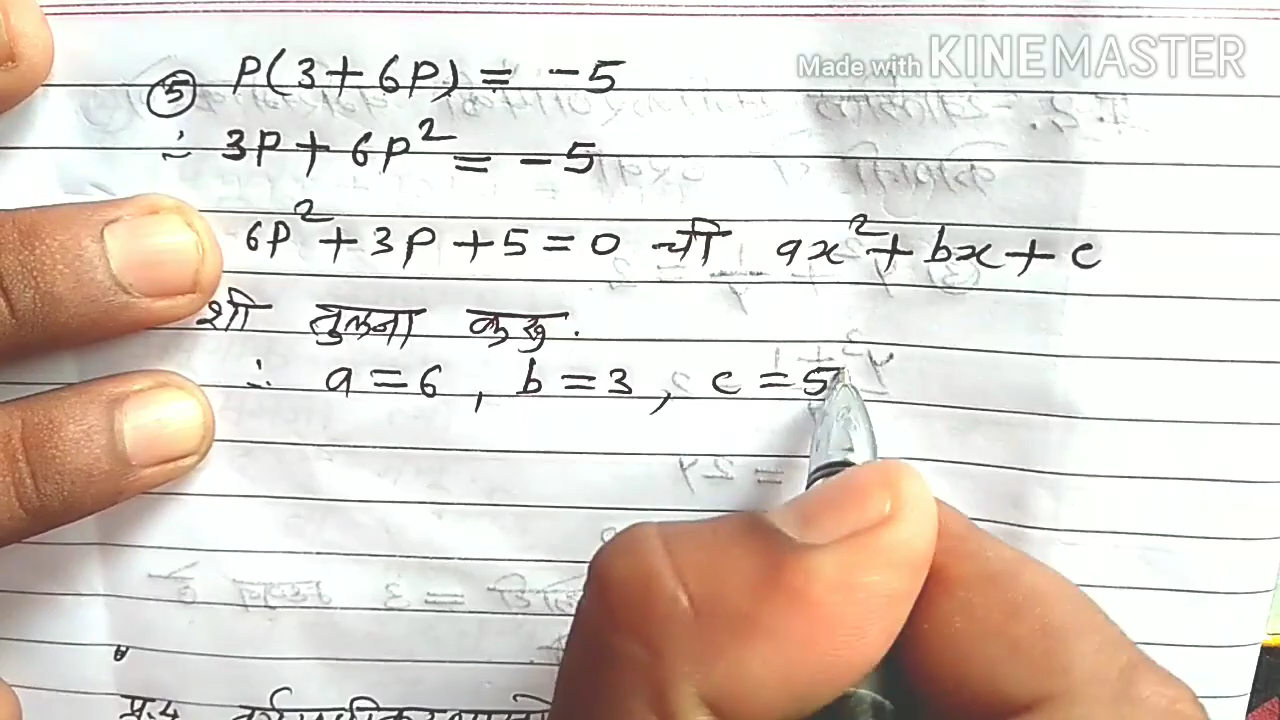 Made with KINEMASTER
⑤ P(3+6P) = -5
∴ 3P + 6P² = -5
6P² + 3P + 5 = 0 ची ax² + bx + c
शी तुलना करू.
∴ a = 6 , b = 3 , c = 5
प्र.4